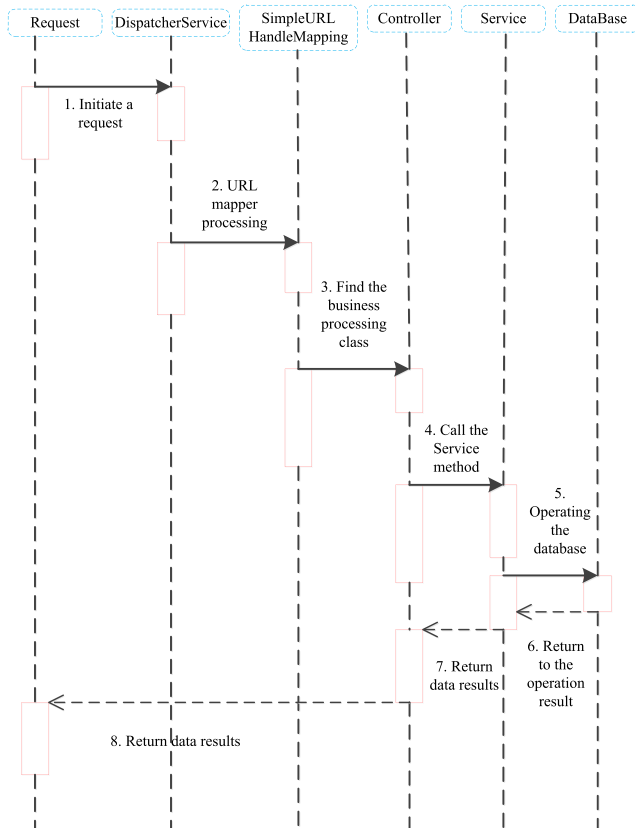 Request
DispatcherService
SimpleURL
HandleMapping
Controller
Service
DataBase
1. Initiate a
request
2. URL
mapper
processing
3. Find the
business
processing
class
4. Call the
Service
method
5.
Operating
the
database
6. Return
to the
operation
result
7. Return
data results
8. Return data results